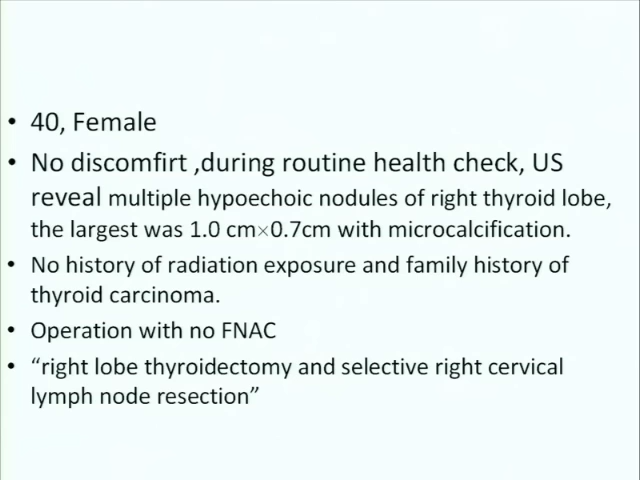 • 40, Female
• No discomfirt ,during routine health check, US
reveal multiple hypoechoic nodules of right thyroid lobe,
the largest was 1.0 cm×0.7cm with microcalcification.
• No history of radiation exposure and family history of
thyroid carcinoma.
• Operation with no FNAC
• “right lobe thyroidectomy and selective right cervical
lymph node resection”